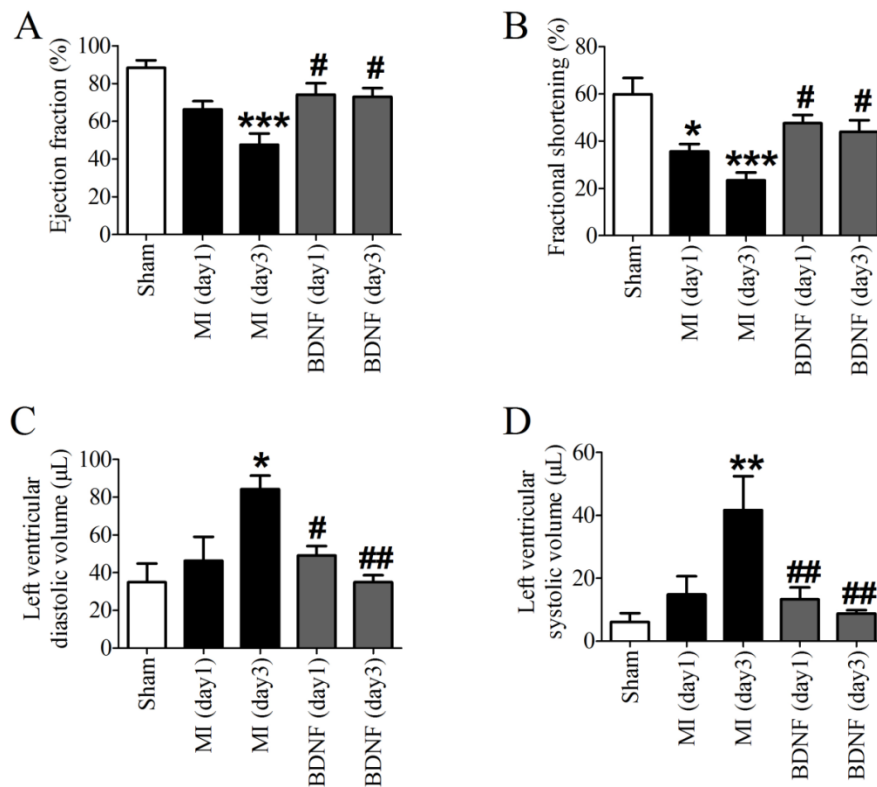 A
Ejection fraction (%)
100
80
60
40
20
0
***
#
#
Sham
MI (day1)
MI (day3)
BDNF (day1)
BDNF (day3)
B
Fractional shortening (%)
80
60
40
20
0
*
***
#
#
Sham
MI (day1)
MI (day3)
BDNF (day1)
BDNF (day3)
C
Left ventricular
diastolic volume (μL)
100
80
60
40
20
0
*
#
##
Sham
MI (day1)
MI (day3)
BDNF (day1)
BDNF (day3)
D
Left ventricular
systolic volume (μL)
60
40
20
0
**
##
##
Sham
MI (day1)
MI (day3)
BDNF (day1)
BDNF (day3)